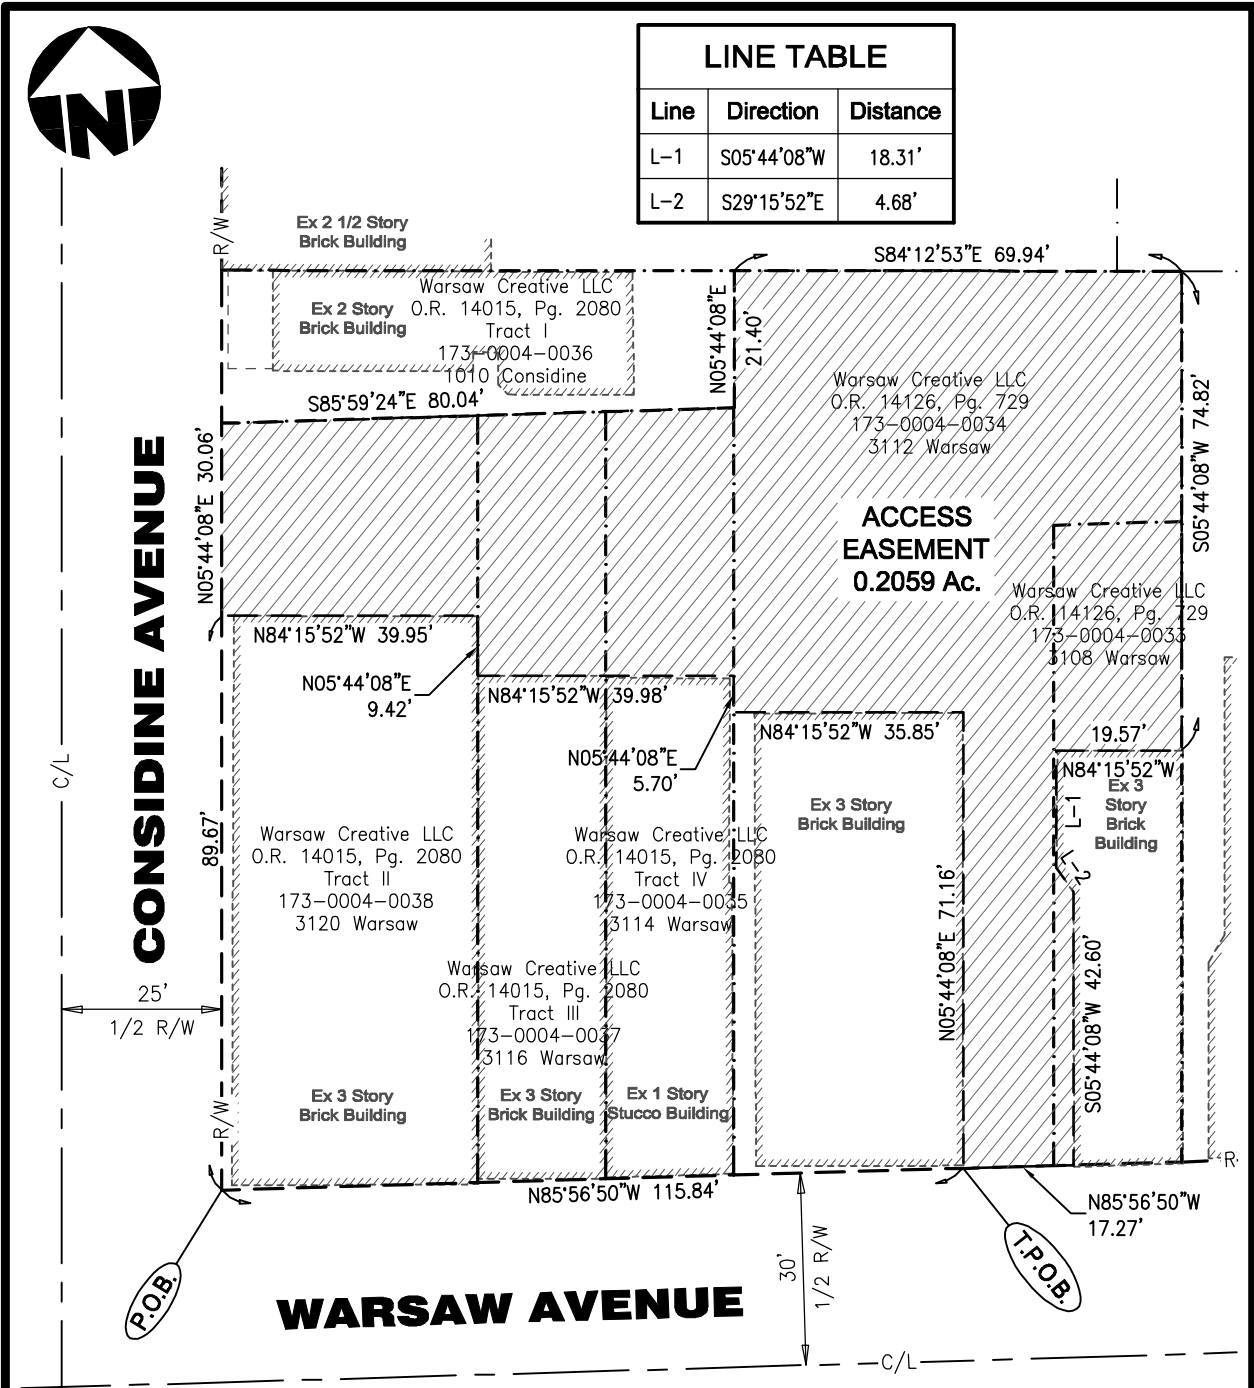 N
LINE TABLE
Line Direction Distance
L-1 S05°44'08"W 18.31'
L-2 S29°15'52"E 4.68'
R/W
Ex 2 1/2 Story
Brick Building
S84°12'53"E 69.94'
Ex 2 Story
Brick Building
Warsaw Creative LLC
O.R. 14015, Pg. 2080
Tract I
173-0004-0036
1010 Considine
N05°44'08"E
21.40'
S85°59'24"E 80.04'
Warsaw Creative LLC
O.R. 14126, Pg. 729
173-0004-0034
3112 Warsaw
S05°44'08"W 74.82'
N05°44'08"E 30.06'
ACCESS
EASEMENT
0.2059 Ac.
Warsaw Creative LLC
O.R. 14126, Pg. 729
173-0004-0033
3108 Warsaw
CONSIDINE AVENUE
C/L
N84°15'52"W 39.95'
N05°44'08"E
9.42'
N84°15'52"W 39.98'
N05°44'08"E
5.70'
N84°15'52"W 35.85'
19.57'
N84°15'52"W
L-1
L-2
Ex 3
Story
Brick
Building
Ex 3 Story
Brick Building
89.67'
Warsaw Creative LLC
O.R. 14015, Pg. 2080
Tract II
173-0004-0038
3120 Warsaw
Warsaw Creative LLC
O.R. 14015, Pg. 2080
Tract IV
173-0004-0035
3114 Warsaw
N05°44'08"E 71.16'
S05°44'08"W 42.60'
Warsaw Creative LLC
O.R. 14015, Pg. 2080
Tract III
173-0004-0037
3116 Warsaw
25'
1/2 R/W
R/W
Ex 3 Story
Brick Building
Ex 3 Story
Brick Building
Ex 1 Story
Stucco Building
R
N85°56'50"W 115.84'
N85°56'50"W
17.27'
P.O.B.
T.P.O.B.
30'
1/2 R/W
WARSAW AVENUE
C/L